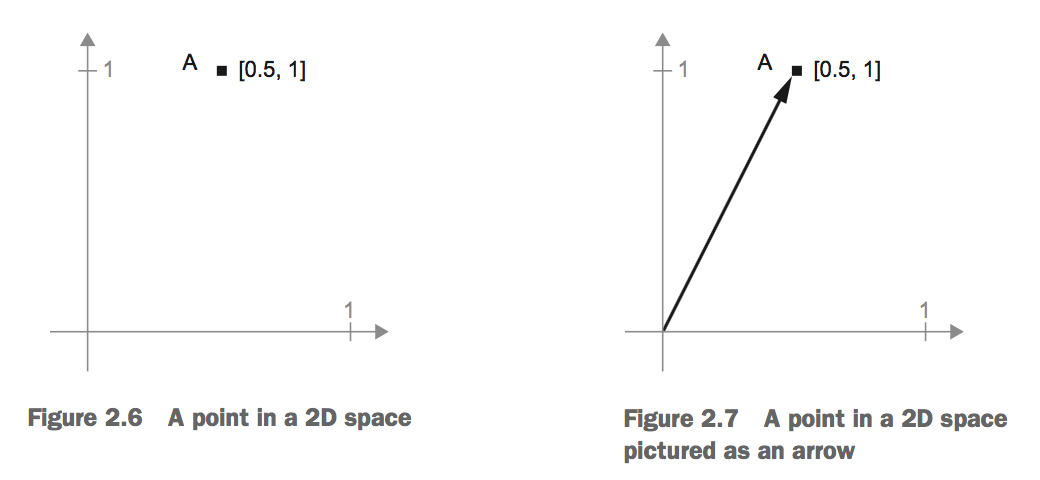 1
A
[0.5, 1]
1
Figure 2.6 A point in a 2D space
1
A
[0.5, 1]
1
Figure 2.7 A point in a 2D space
pictured as an arrow